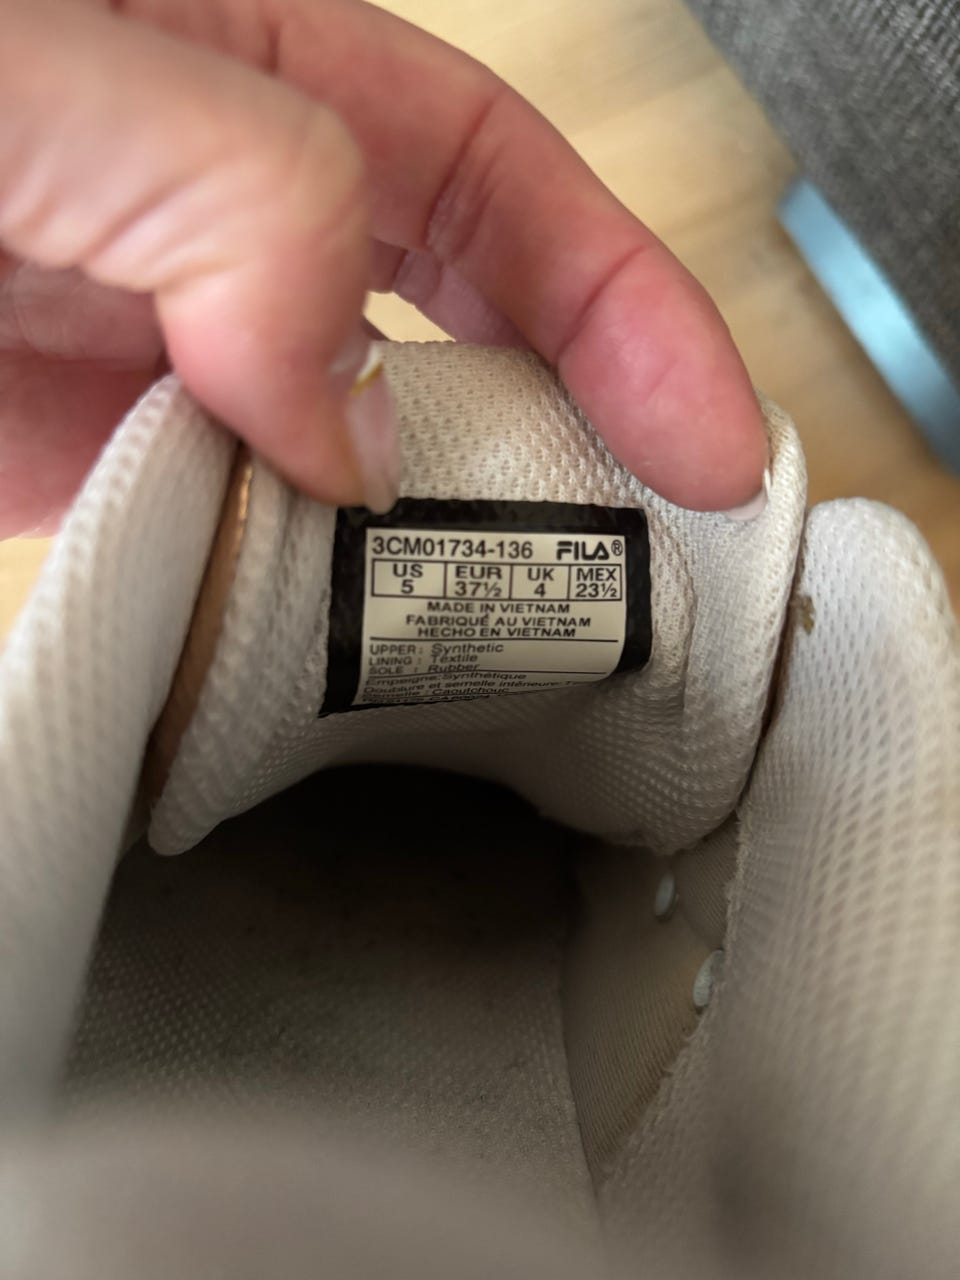 3CM01734-136 FILA®
US EUR UK MEX
5 37½ 4 23½
MADE IN VIETNAM
FABRIQUÉ AU VIETNAM
HECHO EN VIETNAM
UPPER : Synthetic
LINING : Textile
SOLE : Rubber
Empeigne:Synthétique
Doublure et semelle intérieure:
Semelle : Caoutchouc